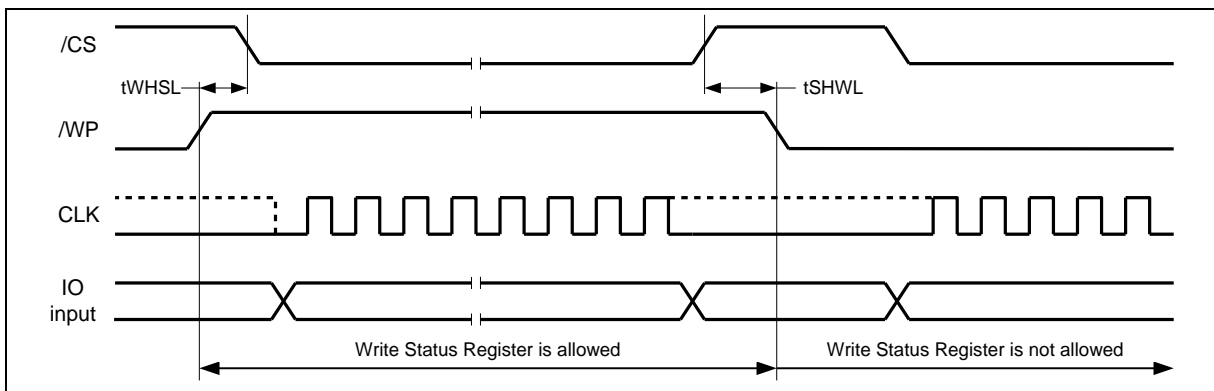 /CS
tWHSL
tSHWL
/WP
CLK
IO
input
Write Status Register is allowed
Write Status Register is not allowed